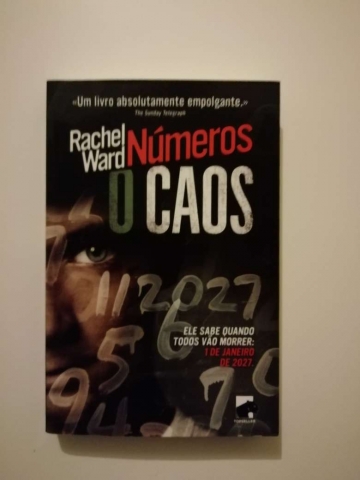 «Um livro absolutamente empolgante.»
The Sunday Telegraph
Rachel Ward Números
O CAOS
112027
ELE SABE QUANDO
TODOS VÃO MORRER:
1 DE JANEIRO
DE 2027.